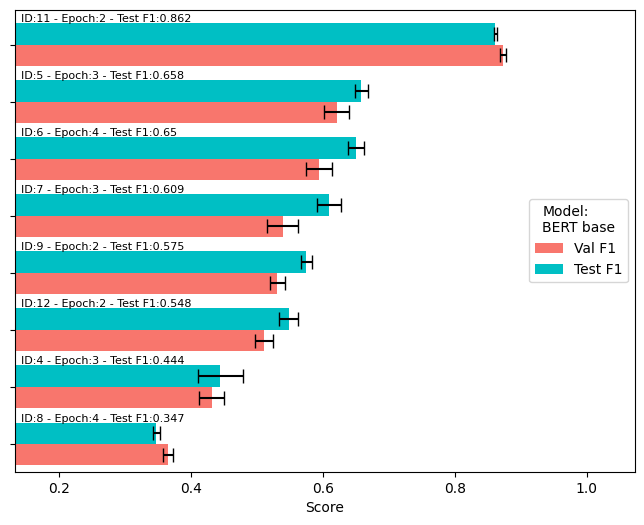 ID:11 - Epoch:2 - Test F1:0.862
ID:5 - Epoch:3 - Test F1:0.658
ID:6 - Epoch:4 - Test F1:0.65
ID:7 - Epoch:3 - Test F1:0.609
ID:9 - Epoch:2 - Test F1:0.575
ID:12 - Epoch:2 - Test F1:0.548
ID:4 - Epoch:3 - Test F1:0.444
ID:8 - Epoch:4 - Test F1:0.347
Model:
BERT base
Val F1
Test F1
0.2 0.4 0.6 0.8 1.0
Score